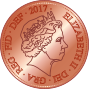 ELIZABETH II · DEI · GRA · REG · FID · DEF · 2017